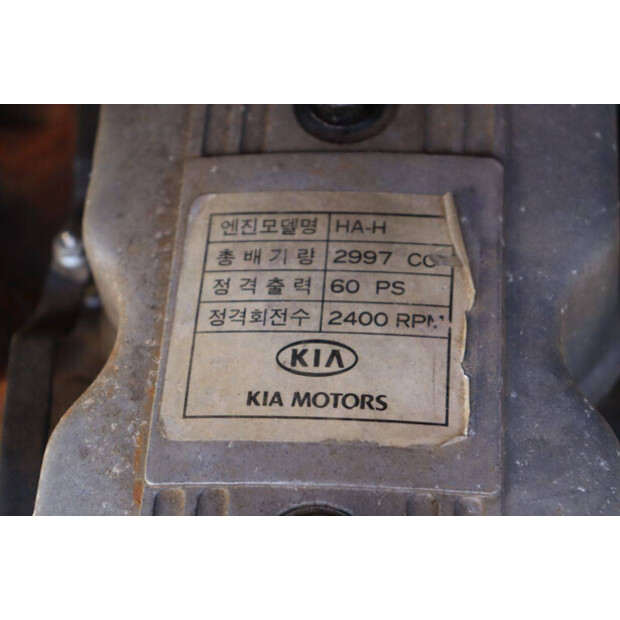 엔진모델명 HA-H
총배기량 2997 CC
정격출력 60 PS
정격회전수 2400 RPM
KIA
KIA MOTORS